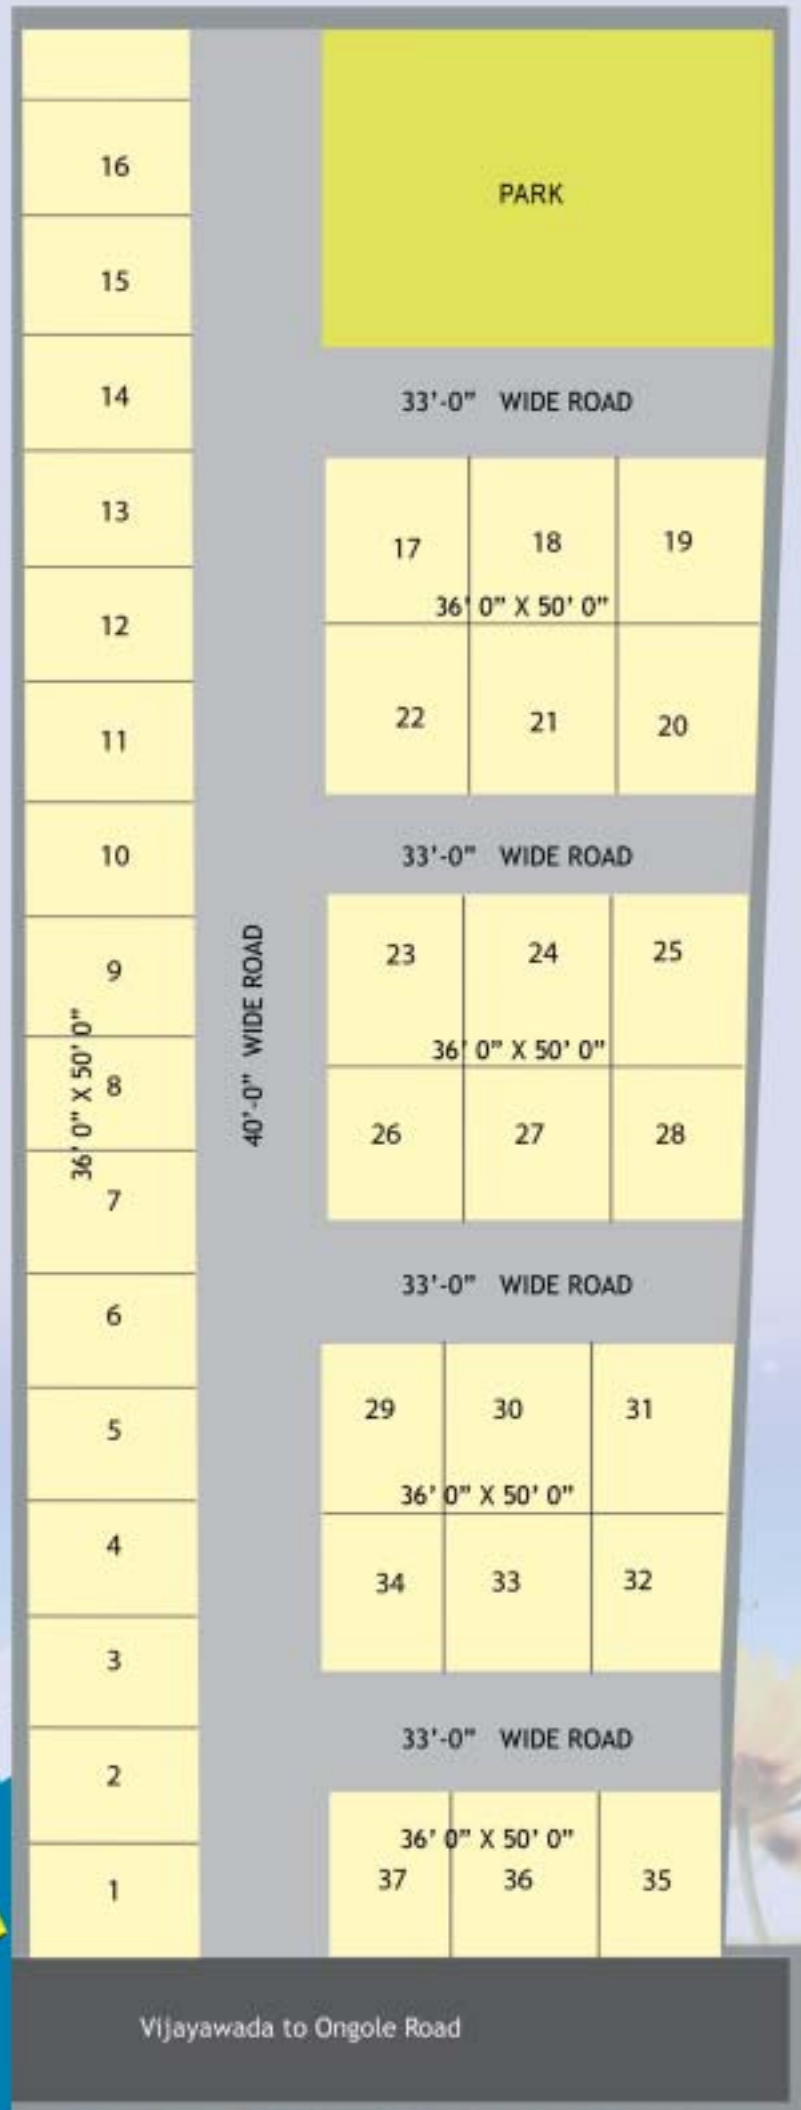 16
15
14
13
12
11
10
9
8
7
6
5
4
3
2
1
36' 0" X 50' 0"
40'-0" WIDE ROAD
PARK
33'-0" WIDE ROAD
17 18 19
36' 0" X 50' 0"
22 21 20
33'-0" WIDE ROAD
23 24 25
36' 0" X 50' 0"
26 27 28
33'-0" WIDE ROAD
29 30 31
36' 0" X 50' 0"
34 33 32
33'-0" WIDE ROAD
36' 0" X 50' 0"
37 36 35
Vijayawada to Ongole Road